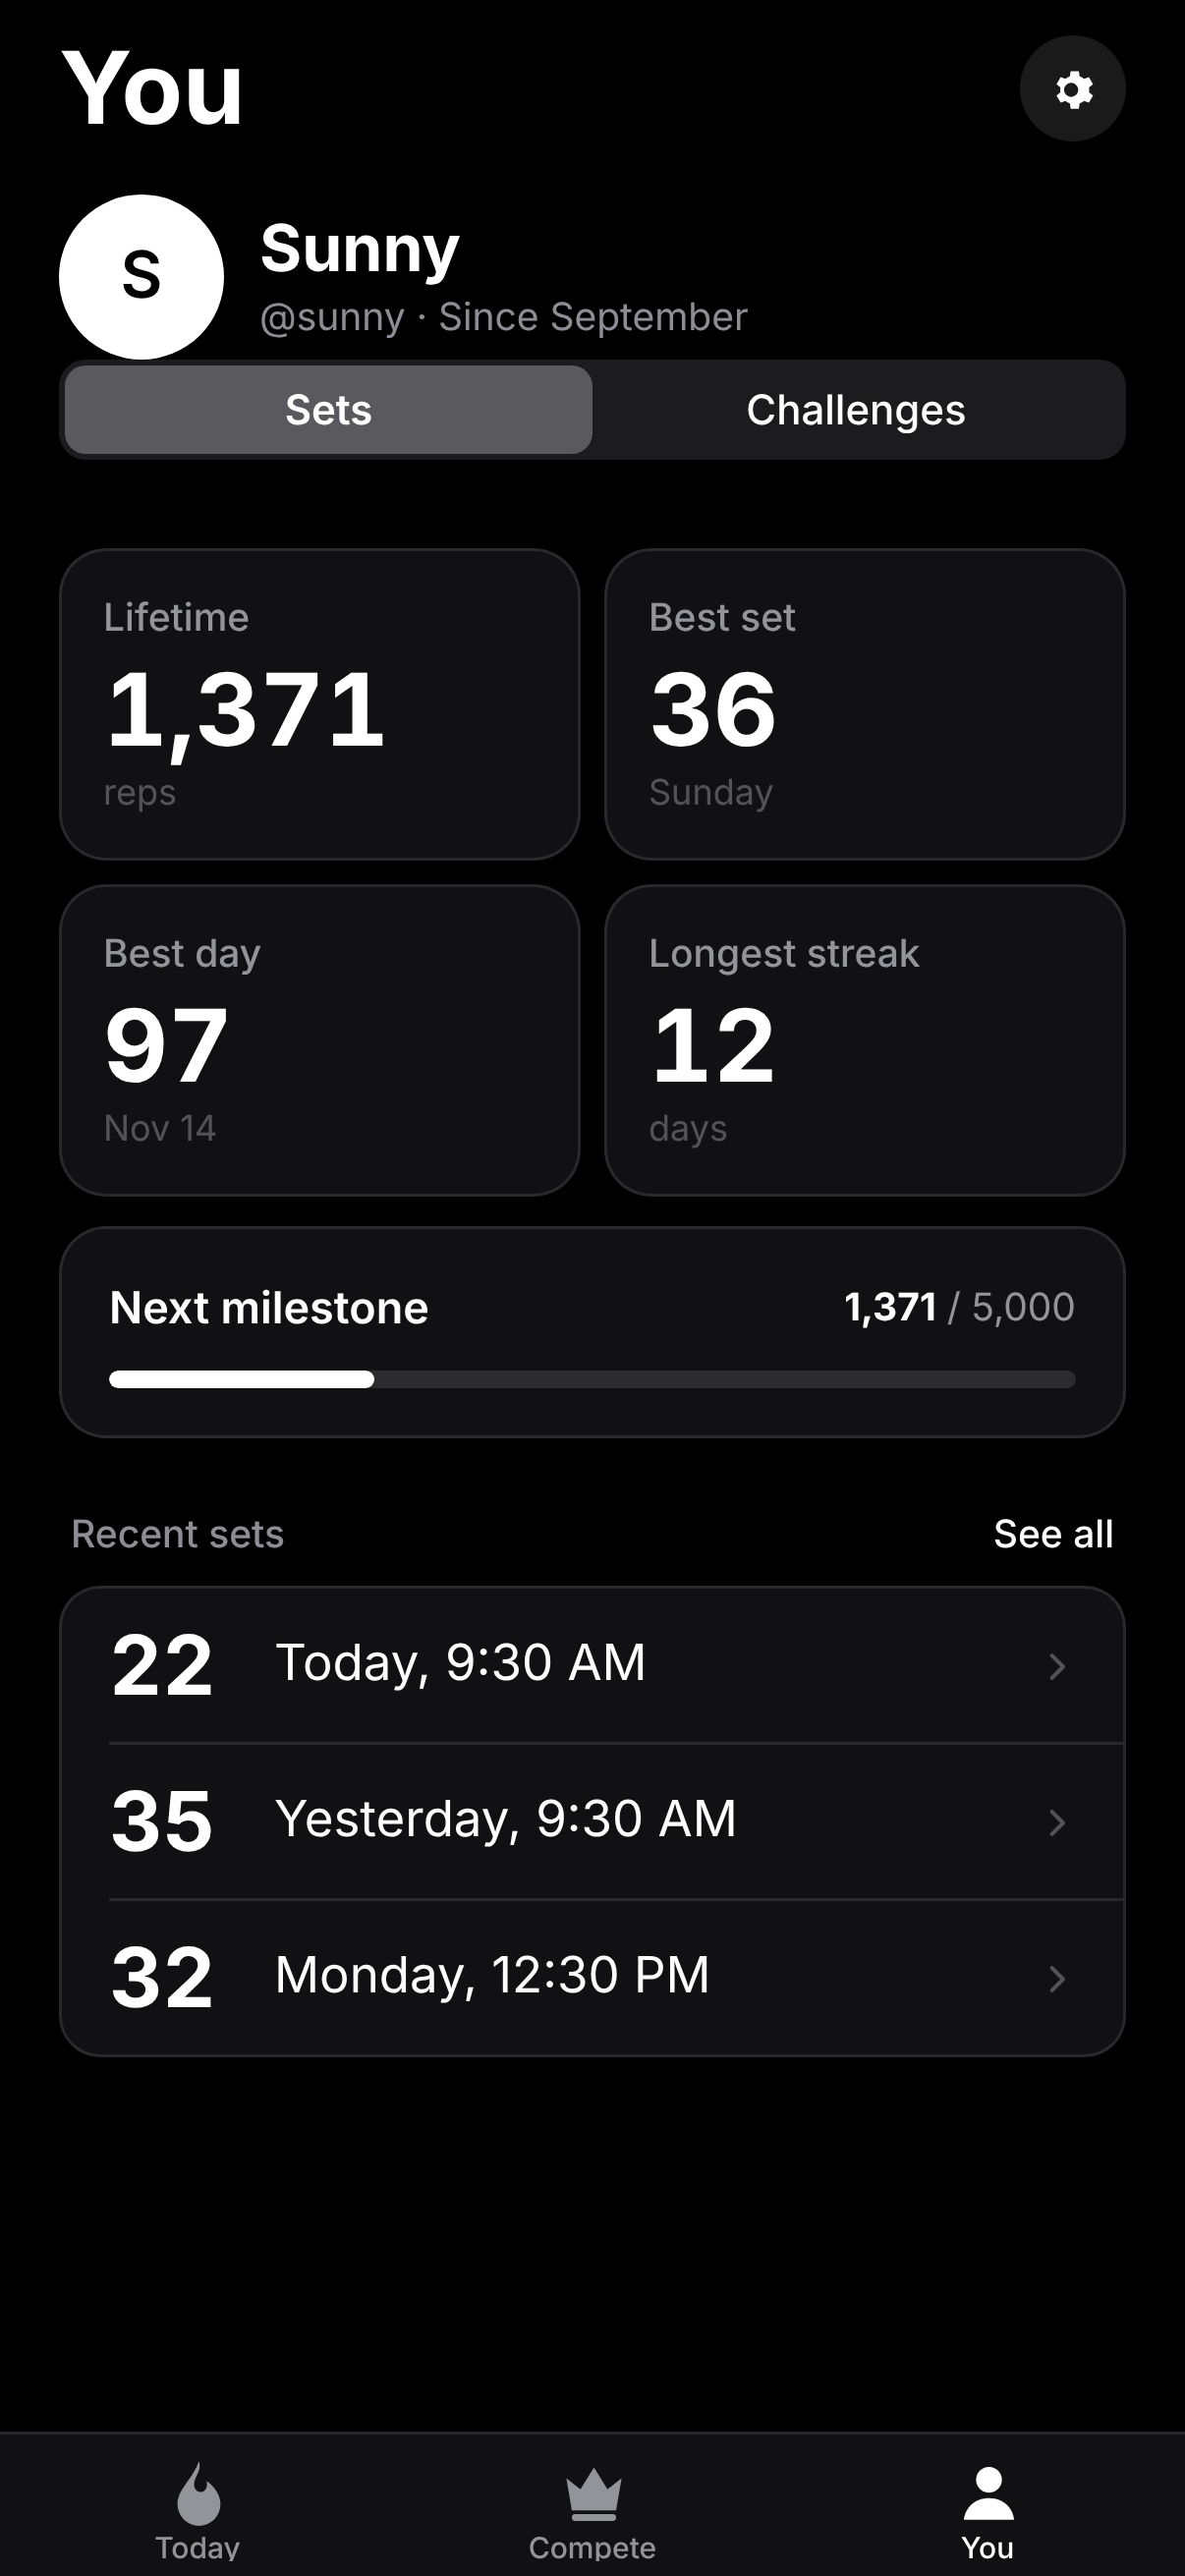 You
S
Sunny
@sunny · Since September
Sets
Challenges
Lifetime
1,371
reps
Best set
36
Sunday
Best day
97
Nov 14
Longest streak
12
days
Next milestone
1,371 / 5,000
Recent sets
See all
22 Today, 9:30 AM
35 Yesterday, 9:30 AM
32 Monday, 12:30 PM
Today
Compete
You